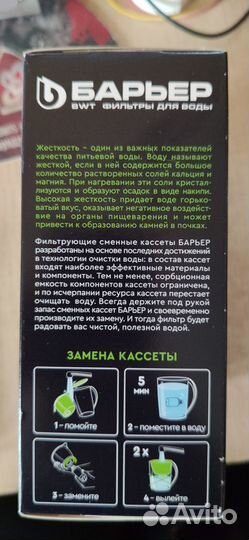 БАРЬЕР
BWT ФИЛЬТРЫ ДЛЯ ВОДЫ
Жесткость - один из важных показателей
качества питьевой воды. Воду называют
жесткой, если в ней содержится большое
количество растворенных солей кальция и
магния. При нагревании эти соли кристал-
лизуются и образуют осадок в виде накипи.
Высокая жесткость придает воде горько-
ватый вкус, оказывает негативное воздейст-
вие на органы пищеварения и может
привести к образованию камней в почках.
Фильтрующие сменные кассеты БАРЬЕР
разработаны на основе последних достижений
в технологии очистки воды: в состав кассет
входят наиболее эффективные материалы
и компоненты. Тем не менее, сорбционная
емкость компонентов кассеты ограничена,
и по исчерпании ресурса кассета перестает
очищать воду. Всегда держите под рукой
запас сменных кассет БАРЬЕР и своевременно
производите их замену. И тогда фильтр будет
радовать вас чистой, полезной водой.
ЗАМЕНА КАССЕТЫ
5
мин
1 - помойте
2 - поместите в воду
2x
3 - замените
4 - вылейте
Avito